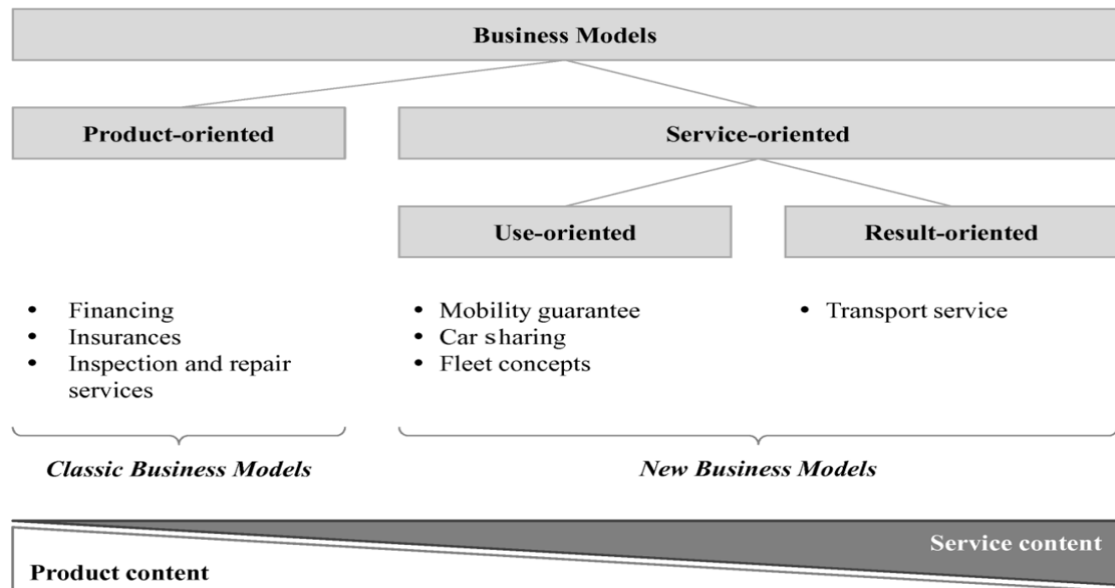 Business Models
Product-oriented
Service-oriented
Use-oriented
Result-oriented
• Financing
• Insurances
• Inspection and repair
services
• Mobility guarantee
• Car sharing
• Fleet concepts
• Transport service
Classic Business Models
New Business Models
Service content
Product content